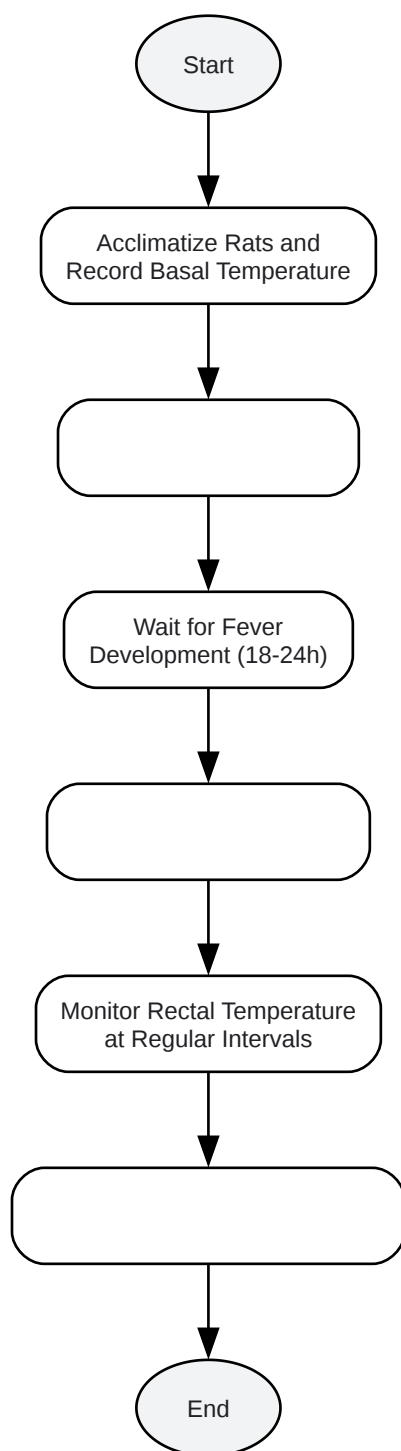 Start
Acclimatize Rats and
Record Basal Temperature
Wait for Fever
Development (18-24h)
Monitor Rectal Temperature
at Regular Intervals
End